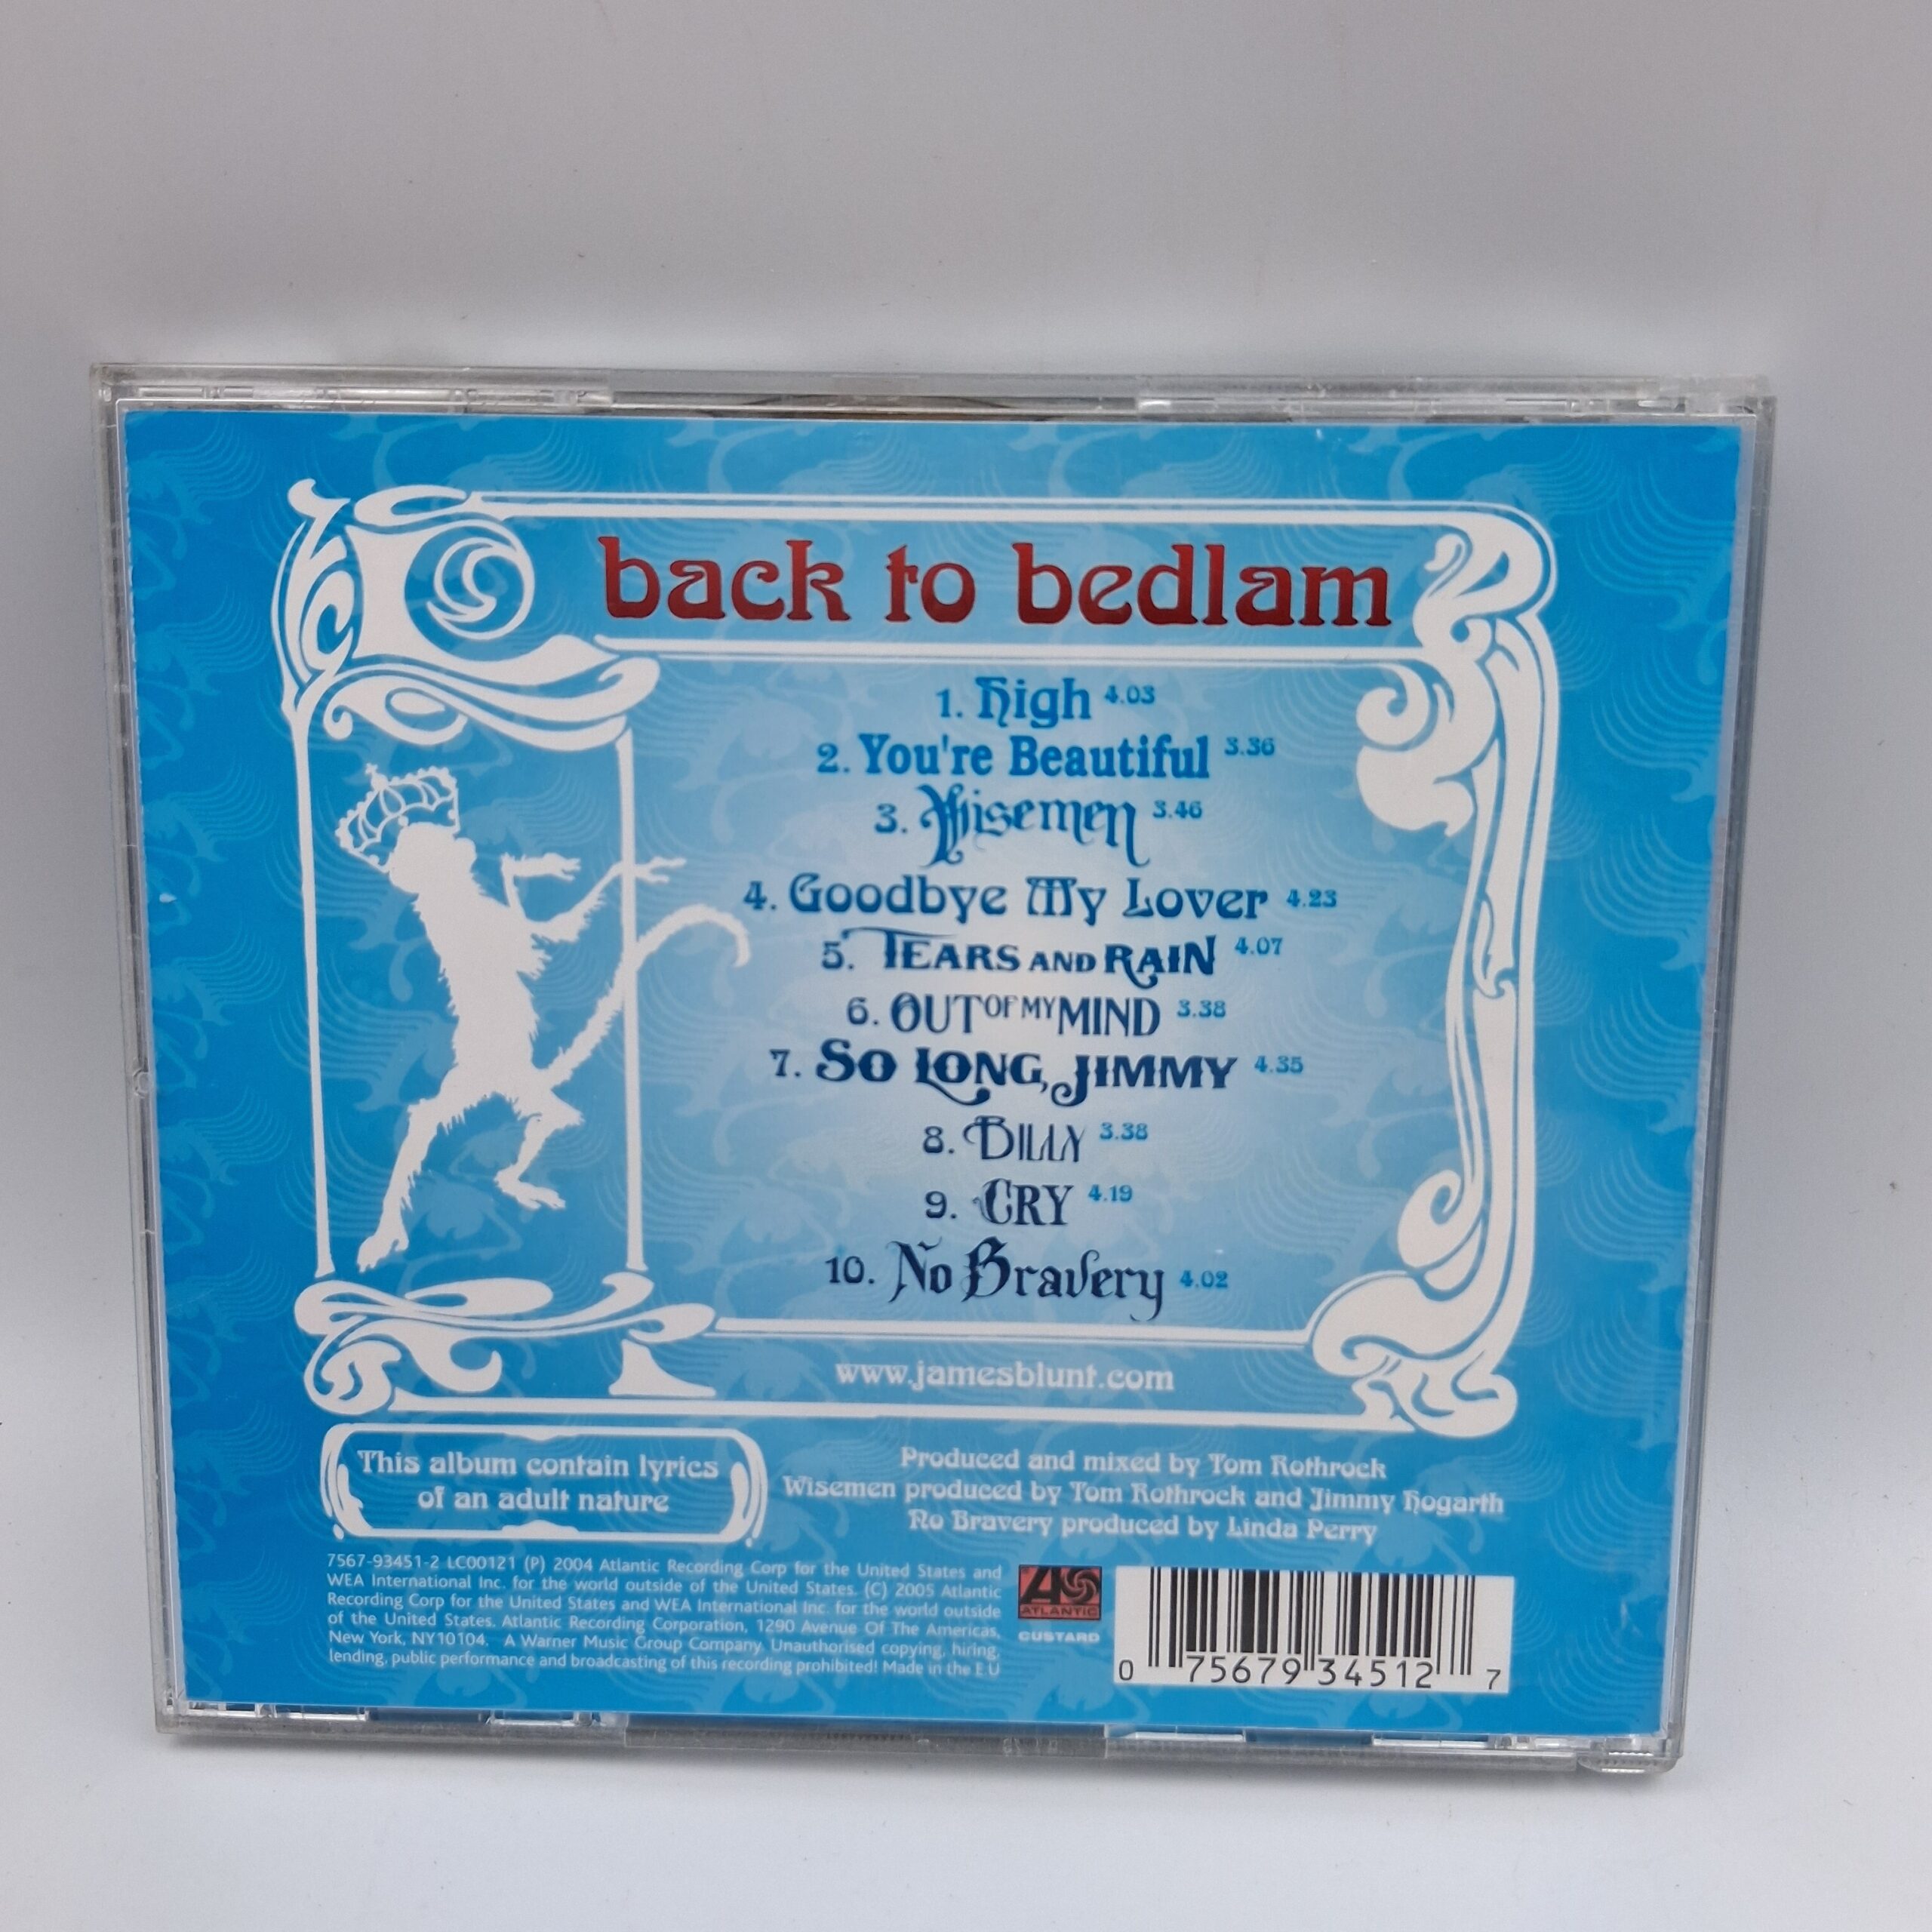 back to bedlam
1. High 4.03
2. You're Beautiful 3.36
3. Wisemen 3.46
4. Goodbye My Lover 4.23
5. TEARS AND RAIN 4.07
6. OUT OF MY MIND 3.38
7. SO LONG, JIMMY 4.35
8. BILLY 3.38
9. CRY 4.19
10. No Bravery 4.02
www.jamesblunt.com
This album contain lyrics
of an adult nature
Produced and mixed by Tom Rothrock
Wisemen produced by Tom Rothrock and Jimmy Hogarth
No Bravery produced by Linda Perry
7567-93451-2 LC00121 (P) 2004 Atlantic Recording Corp for the United States and
WEA International Inc. for the world outside of the United States. (C) 2005 Atlantic
Recording Corp for the United States and WEA International Inc. for the world outside
of the United States. Atlantic Recording Corporation, 1290 Avenue Of The Americas,
New York, NY10104. A Warner Music Group Company. Unauthorised copying, hiring,
lending, public performance and broadcasting of this recording prohibited! Made in the E U
ATLANTIC
CUSTARD
0 75679 34512 7